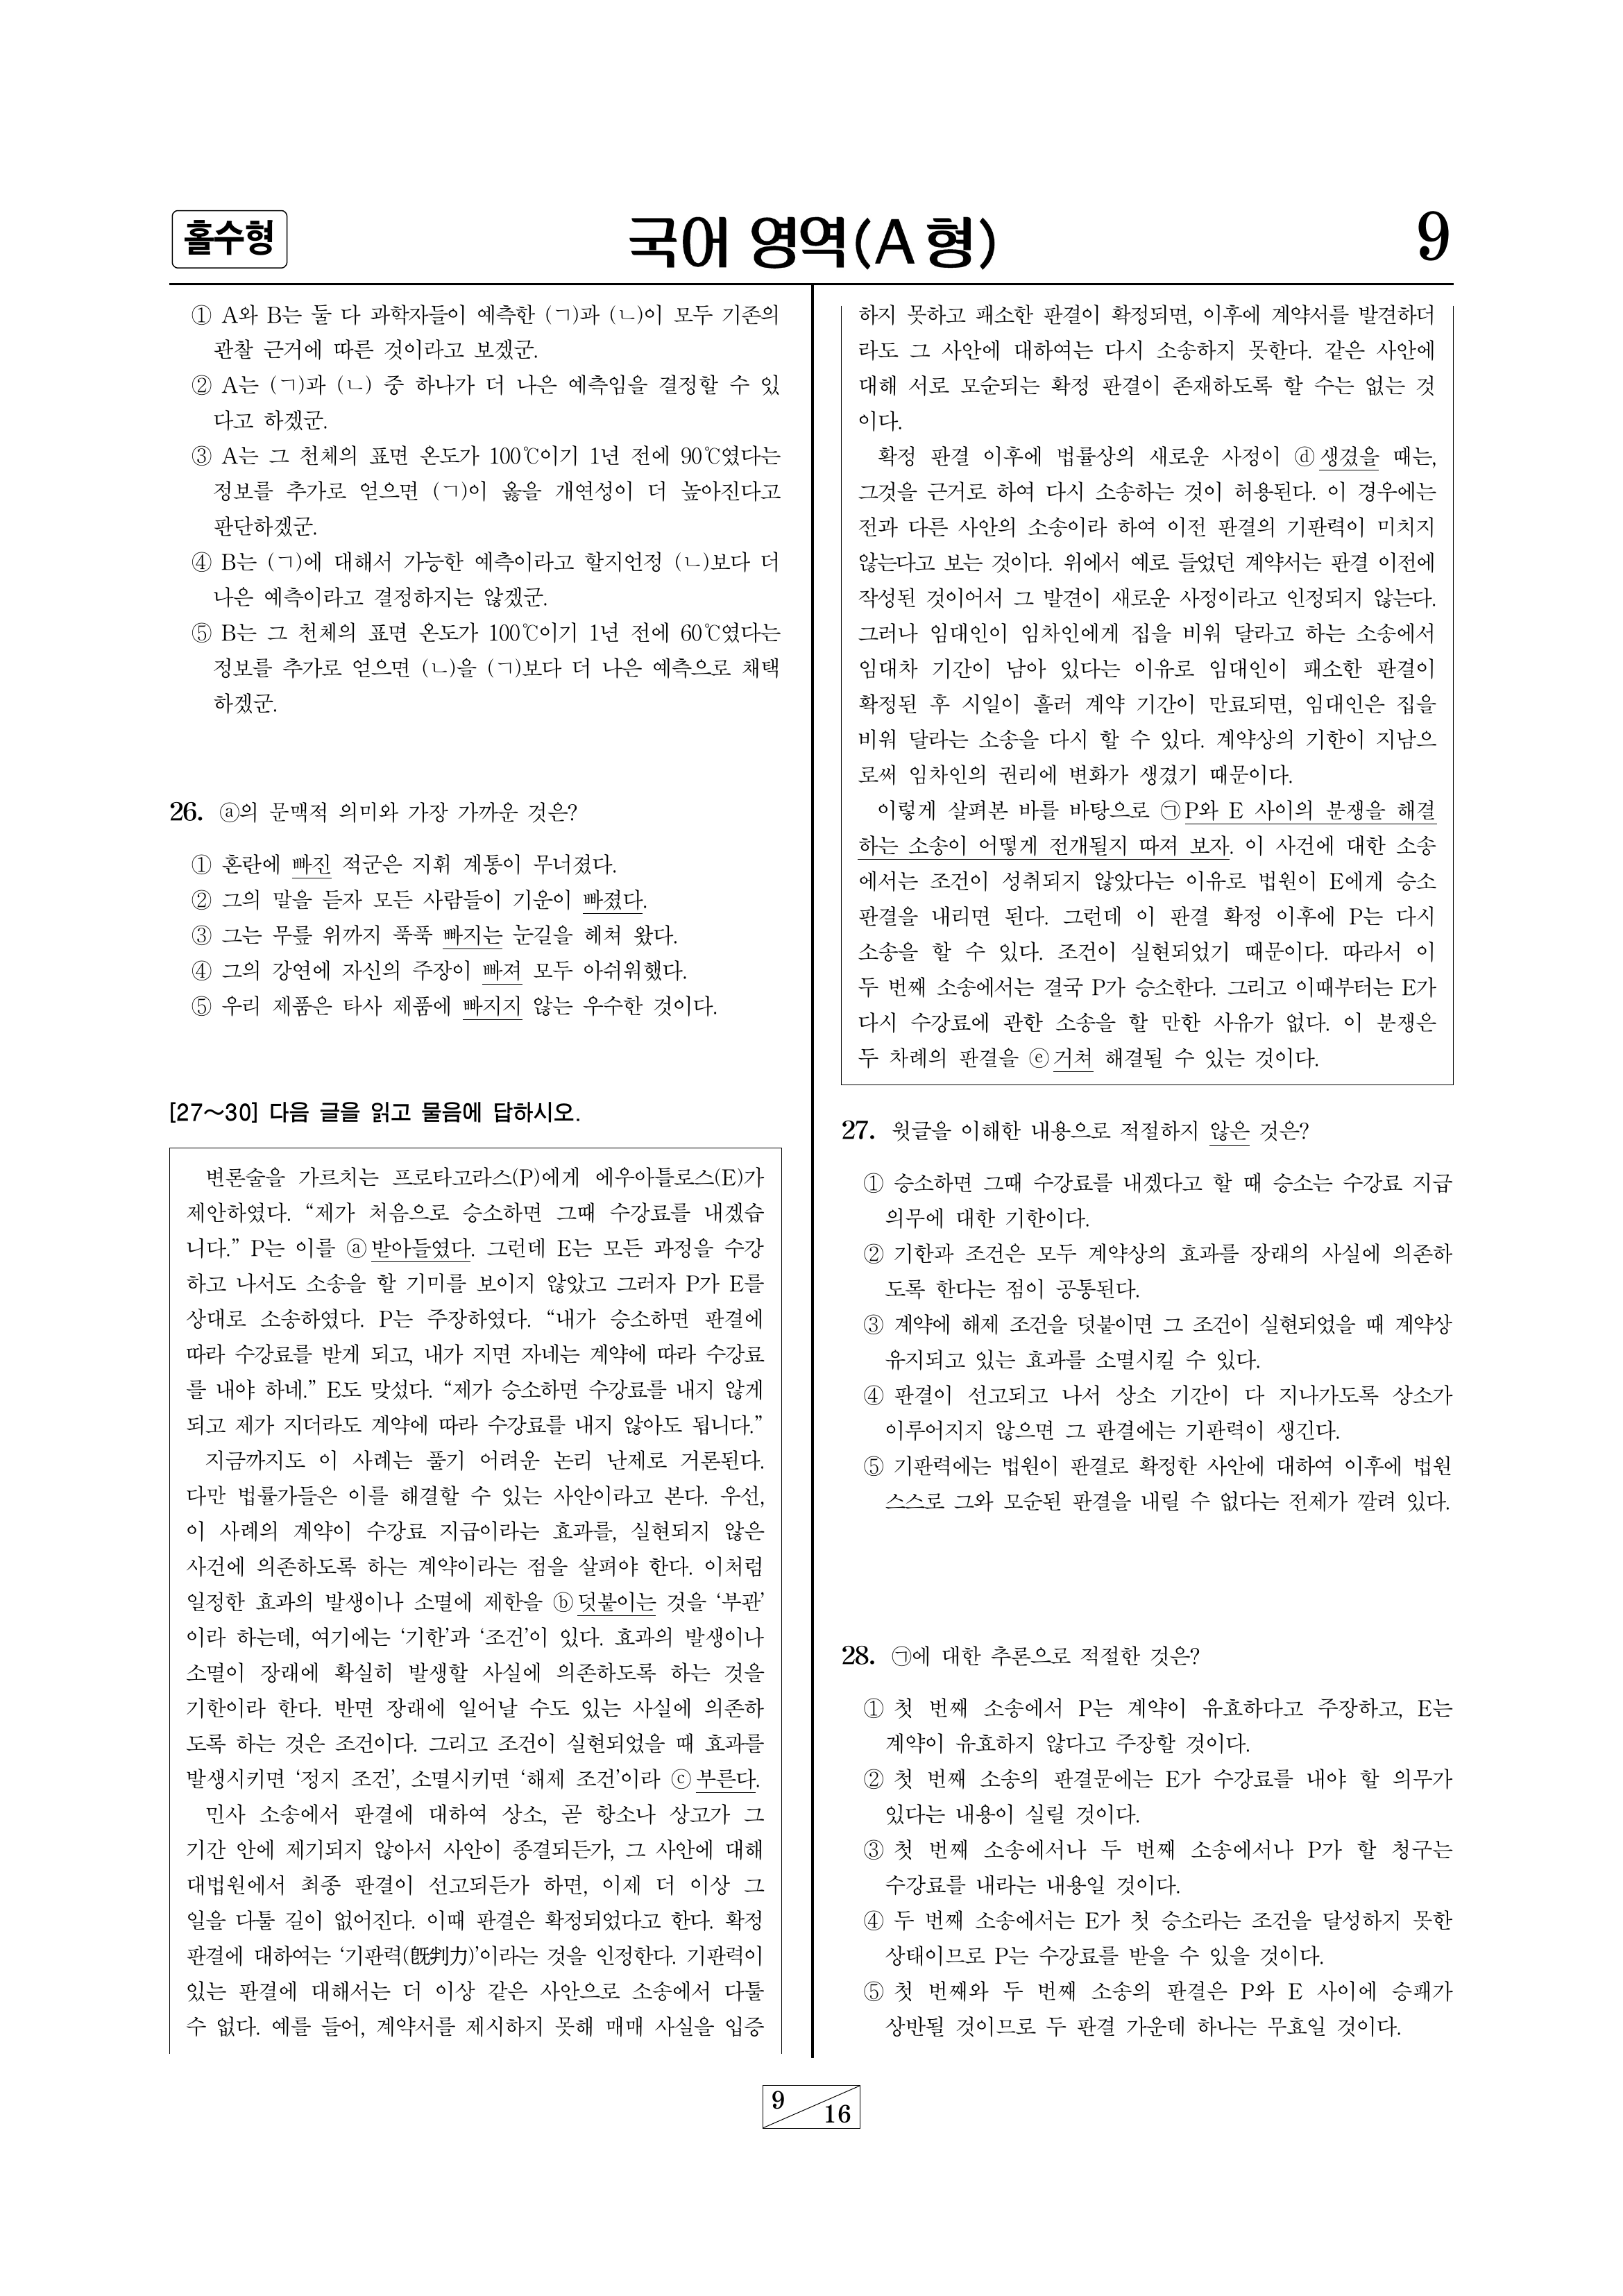 홀수형
국어 영역(A 형)
9
① A와 B는 둘 다 과학자들이 예측한 (ㄱ)과 (ㄴ)이 모두 기존의
관찰 근거에 따른 것이라고 보겠군.
② A는 (ㄱ)과 (ㄴ) 중 하나가 더 나은 예측임을 결정할 수 있
다고 하겠군.
③ A는 그 천체의 표면 온도가 100℃이기 1년 전에 90℃였다는
정보를 추가로 얻으면 (ㄱ)이 옳을 개연성이 더 높아진다고
판단하겠군.
④ B는 (ㄱ)에 대해서 가능한 예측이라고 할지언정 (ㄴ)보다 더
나은 예측이라고 결정하지는 않겠군.
⑤ B는 그 천체의 표면 온도가 100℃이기 1년 전에 60℃였다는
정보를 추가로 얻으면 (ㄴ)을 (ㄱ)보다 더 나은 예측으로 채택
하겠군.
26. ⓐ의 문맥적 의미와 가장 가까운 것은?
① 혼란에 빠진 적군은 지휘 계통이 무너졌다.
② 그의 말을 듣자 모든 사람들이 기운이 빠졌다.
③ 그는 무릎 위까지 푹푹 빠지는 눈길을 헤쳐 왔다.
④ 그의 강연에 자신의 주장이 빠져 모두 아쉬워했다.
⑤ 우리 제품은 타사 제품에 빠지지 않는 우수한 것이다.
[27～30] 다음 글을 읽고 물음에 답하시오.
변론술을 가르치는 프로타고라스(P)에게 에우아틀로스(E)가
제안하였다. “제가 처음으로 승소하면 그때 수강료를 내겠습
니다.” P는 이를 ⓐ받아들였다. 그런데 E는 모든 과정을 수강
하고 나서도 소송을 할 기미를 보이지 않았고 그러자 P가 E를
상대로 소송하였다. P는 주장하였다. “내가 승소하면 판결에
따라 수강료를 받게 되고, 내가 지면 자네는 계약에 따라 수강료
를 내야 하네.” E도 맞섰다. “제가 승소하면 수강료를 내지 않게
되고 제가 지더라도 계약에 따라 수강료를 내지 않아도 됩니다.”
지금까지도 이 사례는 풀기 어려운 논리 난제로 거론된다.
다만 법률가들은 이를 해결할 수 있는 사안이라고 본다. 우선,
이 사례의 계약이 수강료 지급이라는 효과를, 실현되지 않은
사건에 의존하도록 하는 계약이라는 점을 살펴야 한다. 이처럼
일정한 효과의 발생이나 소멸에 제한을 ⓑ덧붙이는 것을 ‘부관’
이라 하는데, 여기에는 ‘기한’과 ‘조건’이 있다. 효과의 발생이나
소멸이 장래에 확실히 발생할 사실에 의존하도록 하는 것을
기한이라 한다. 반면 장래에 일어날 수도 있는 사실에 의존하
도록 하는 것은 조건이다. 그리고 조건이 실현되었을 때 효과를
발생시키면 ‘정지 조건’, 소멸시키면 ‘해제 조건’이라 ⓒ부른다.
민사 소송에서 판결에 대하여 상소, 곧 항소나 상고가 그
기간 안에 제기되지 않아서 사안이 종결되든가, 그 사안에 대해
대법원에서 최종 판결이 선고되든가 하면, 이제 더 이상 그
일을 다툴 길이 없어진다. 이때 판결은 확정되었다고 한다. 확정
판결에 대하여는 ‘기판력(旣判力)’이라는 것을 인정한다. 기판력이
있는 판결에 대해서는 더 이상 같은 사안으로 소송에서 다툴
수 없다. 예를 들어, 계약서를 제시하지 못해 매매 사실을 입증
하지 못하고 패소한 판결이 확정되면, 이후에 계약서를 발견하더
라도 그 사안에 대하여는 다시 소송하지 못한다. 같은 사안에
대해 서로 모순되는 확정 판결이 존재하도록 할 수는 없는 것
이다.
확정 판결 이후에 법률상의 새로운 사정이 ⓓ생겼을 때는,
그것을 근거로 하여 다시 소송하는 것이 허용된다. 이 경우에는
전과 다른 사안의 소송이라 하여 이전 판결의 기판력이 미치지
않는다고 보는 것이다. 위에서 예로 들었던 계약서는 판결 이전에
작성된 것이어서 그 발견이 새로운 사정이라고 인정되지 않는다.
그러나 임대인이 임차인에게 집을 비워 달라고 하는 소송에서
임대차 기간이 남아 있다는 이유로 임대인이 패소한 판결이
확정된 후 시일이 흘러 계약 기간이 만료되면, 임대인은 집을
비워 달라는 소송을 다시 할 수 있다. 계약상의 기한이 지남으
로써 임차인의 권리에 변화가 생겼기 때문이다.
이렇게 살펴본 바를 바탕으로 ㉠P와 E 사이의 분쟁을 해결
하는 소송이 어떻게 전개될지 따져 보자. 이 사건에 대한 소송
에서는 조건이 성취되지 않았다는 이유로 법원이 E에게 승소
판결을 내리면 된다. 그런데 이 판결 확정 이후에 P는 다시
소송을 할 수 있다. 조건이 실현되었기 때문이다. 따라서 이
두 번째 소송에서는 결국 P가 승소한다. 그리고 이때부터는 E가
다시 수강료에 관한 소송을 할 만한 사유가 없다. 이 분쟁은
두 차례의 판결을 ⓔ거쳐 해결될 수 있는 것이다.
27. 윗글을 이해한 내용으로 적절하지 않은 것은?
① 승소하면 그때 수강료를 내겠다고 할 때 승소는 수강료 지급
의무에 대한 기한이다.
② 기한과 조건은 모두 계약상의 효과를 장래의 사실에 의존하
도록 한다는 점이 공통된다.
③ 계약에 해제 조건을 덧붙이면 그 조건이 실현되었을 때 계약상
유지되고 있는 효과를 소멸시킬 수 있다.
④ 판결이 선고되고 나서 상소 기간이 다 지나가도록 상소가
이루어지지 않으면 그 판결에는 기판력이 생긴다.
⑤ 기판력에는 법원이 판결로 확정한 사안에 대하여 이후에 법원
스스로 그와 모순된 판결을 내릴 수 없다는 전제가 깔려 있다.
28. ㉠에 대한 추론으로 적절한 것은?
① 첫 번째 소송에서 P는 계약이 유효하다고 주장하고, E는
계약이 유효하지 않다고 주장할 것이다.
② 첫 번째 소송의 판결문에는 E가 수강료를 내야 할 의무가
있다는 내용이 실릴 것이다.
③ 첫 번째 소송에서나 두 번째 소송에서나 P가 할 청구는
수강료를 내라는 내용일 것이다.
④ 두 번째 소송에서는 E가 첫 승소라는 조건을 달성하지 못한
상태이므로 P는 수강료를 받을 수 있을 것이다.
⑤ 첫 번째와 두 번째 소송의 판결은 P와 E 사이에 승패가
상반될 것이므로 두 판결 가운데 하나는 무효일 것이다.
9
16